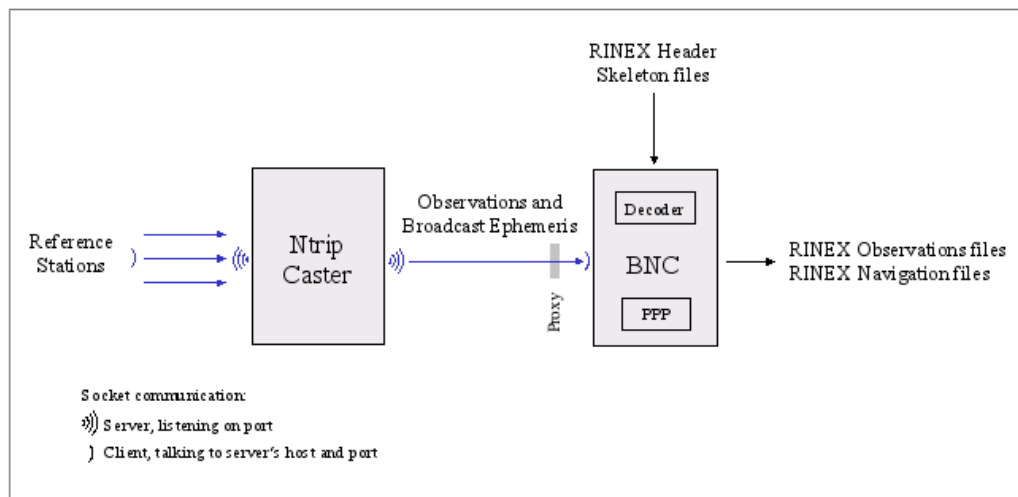 RINEX Header
Skeleton files
Reference
Stations
Ntrip
Caster
Observations and
Broadcast Ephemeris
Proxy
Decoder
BNC
PPP
RINEX Observations files
RINEX Navigation files
Socket communication:
Server, listening on port
Client, talking to server's host and port